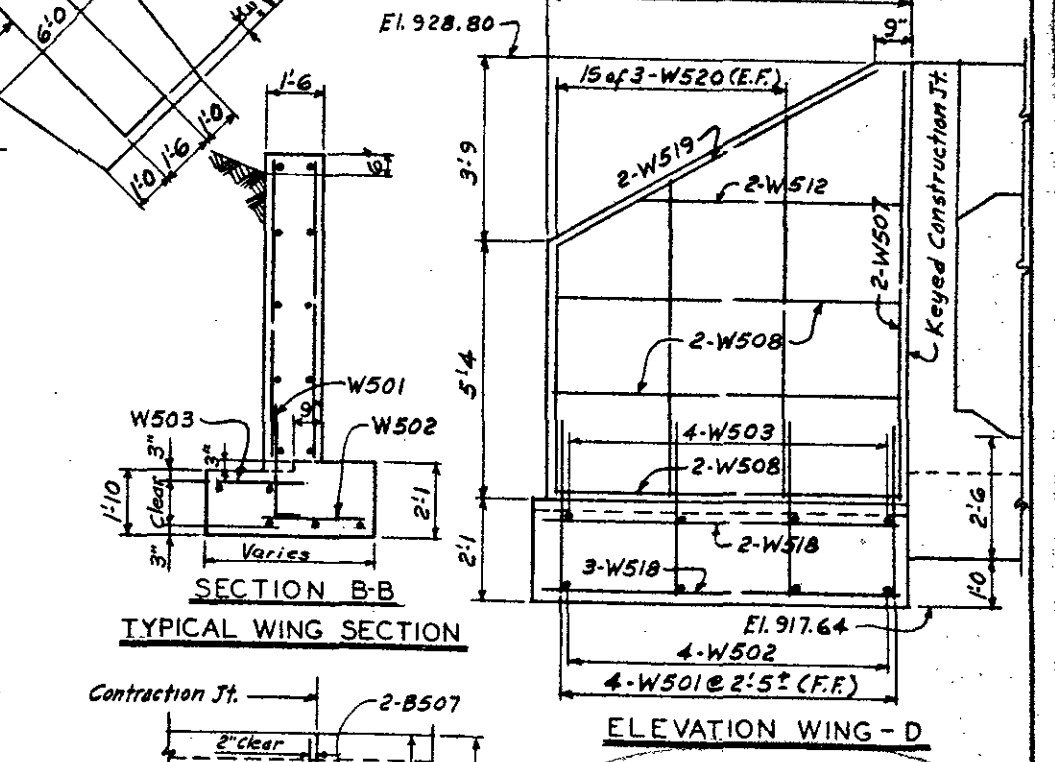 6'-0
1'-0
1'-6
1'-0
1'-6
6"
W501
9"
W503
W502
3"
3"
1'-10
Clear
3"
2'-1
Varies
SECTION B-B
TYPICAL WING SECTION
Contraction Jt.
2-B507
2" Clear
El. 928.80
9"
15 of 3-W520 (E.F.)
3'-9
2-W519
2-W512
2-W507
Keyed Construction Jt.
2-W508
5'-4
4-W503
2-W508
2'-6
2-W518
2'-1
3-W518
1'-0
El. 917.64
4-W502
4-W501 @ 2'-5± (F.F.)
ELEVATION WING - D